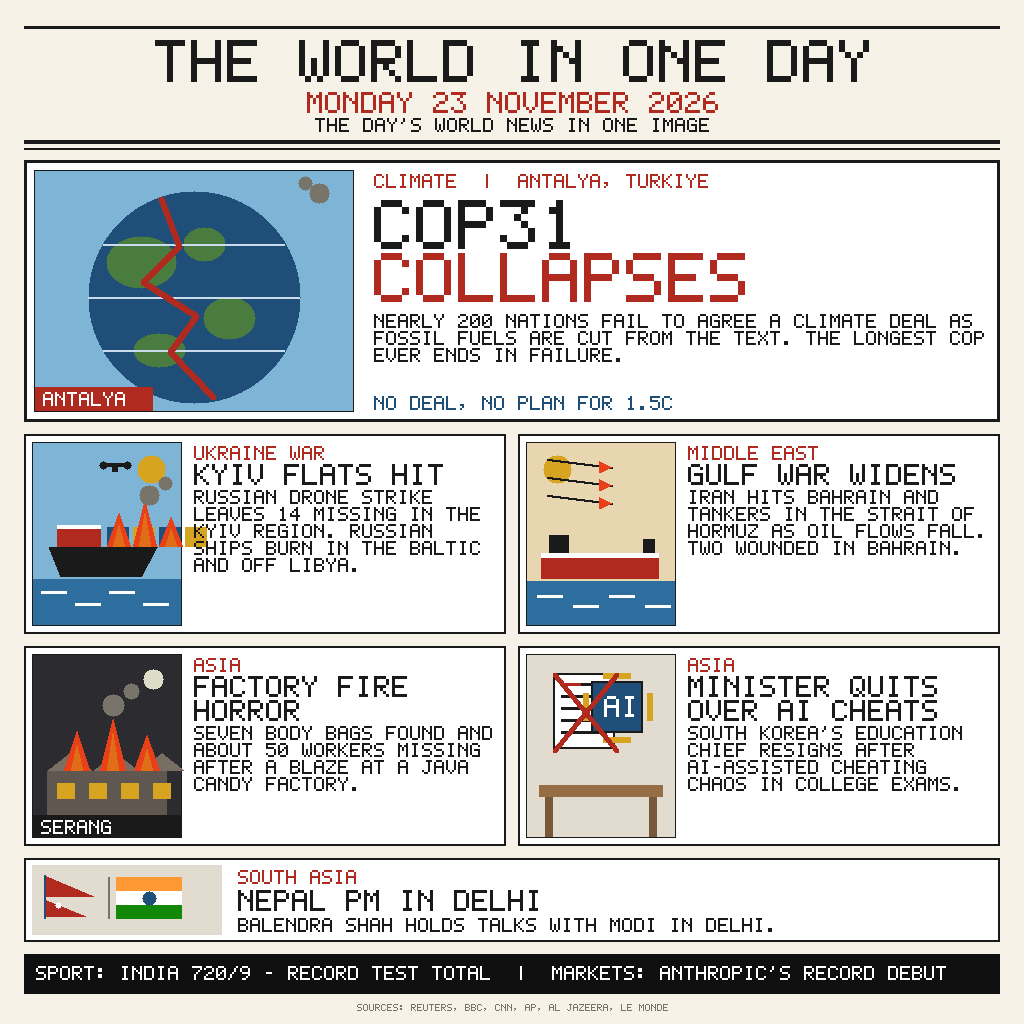 THE WORLD IN ONE DAY
MONDAY 23 NOVEMBER 2026
THE DAY'S WORLD NEWS IN ONE IMAGE
CLIMATE | ANTALYA, TURKIYE
COP31
COLLAPSES
NEARLY 200 NATIONS FAIL TO AGREE A CLIMATE DEAL AS
FOSSIL FUELS ARE CUT FROM THE TEXT. THE LONGEST COP
EVER ENDS IN FAILURE.
NO DEAL, NO PLAN FOR 1.5C
ANTALYA
UKRAINE WAR
KYIV FLATS HIT
RUSSIAN DRONE STRIKE
LEAVES 14 MISSING IN THE
KYIV REGION. RUSSIAN
SHIPS BURN IN THE BALTIC
AND OFF LIBYA.
MIDDLE EAST
GULF WAR WIDENS
IRAN HITS BAHRAIN AND
TANKERS IN THE STRAIT OF
HORMUZ AS OIL FLOWS FALL.
TWO WOUNDED IN BAHRAIN.
ASIA
FACTORY FIRE
HORROR
SEVEN BODY BAGS FOUND AND
ABOUT 50 WORKERS MISSING
AFTER A BLAZE AT A JAVA
CANDY FACTORY.
SERANG
AI
ASIA
MINISTER QUITS
OVER AI CHEATS
SOUTH KOREA'S EDUCATION
CHIEF RESIGNS AFTER
AI-ASSISTED CHEATING
CHAOS IN COLLEGE EXAMS.
SOUTH ASIA
NEPAL PM IN DELHI
BALENDRA SHAH HOLDS TALKS WITH MODI IN DELHI.
SPORT: INDIA 720/9 - RECORD TEST TOTAL | MARKETS: ANTHROPIC'S RECORD DEBUT
SOURCES: REUTERS, BBC, CNN, AP, AL JAZEERA, LE MONDE